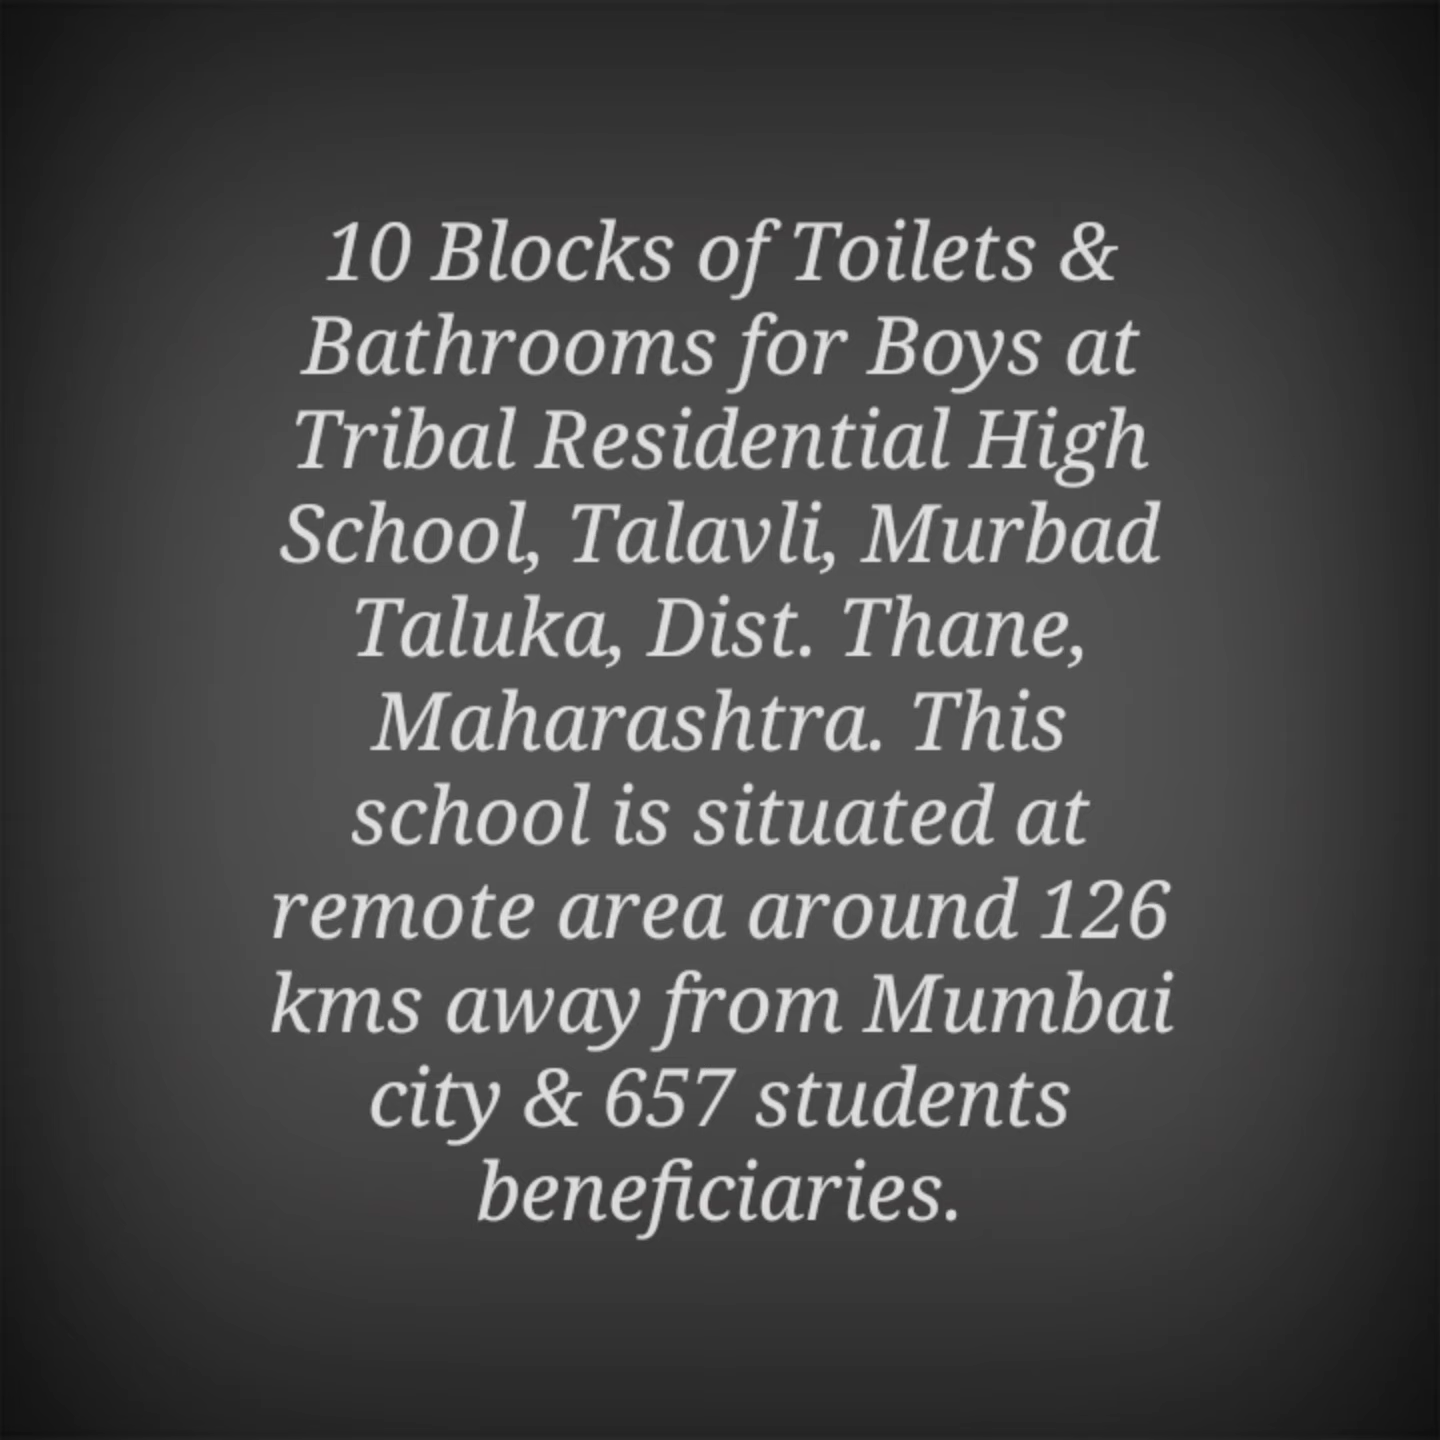 10 Blocks of Toilets &
Bathrooms for Boys at
Tribal Residential High
School, Talavli, Murbad
Taluka, Dist. Thane,
Maharashtra. This
school is situated at
remote area around 126
kms away from Mumbai
city & 657 students
beneficiaries.